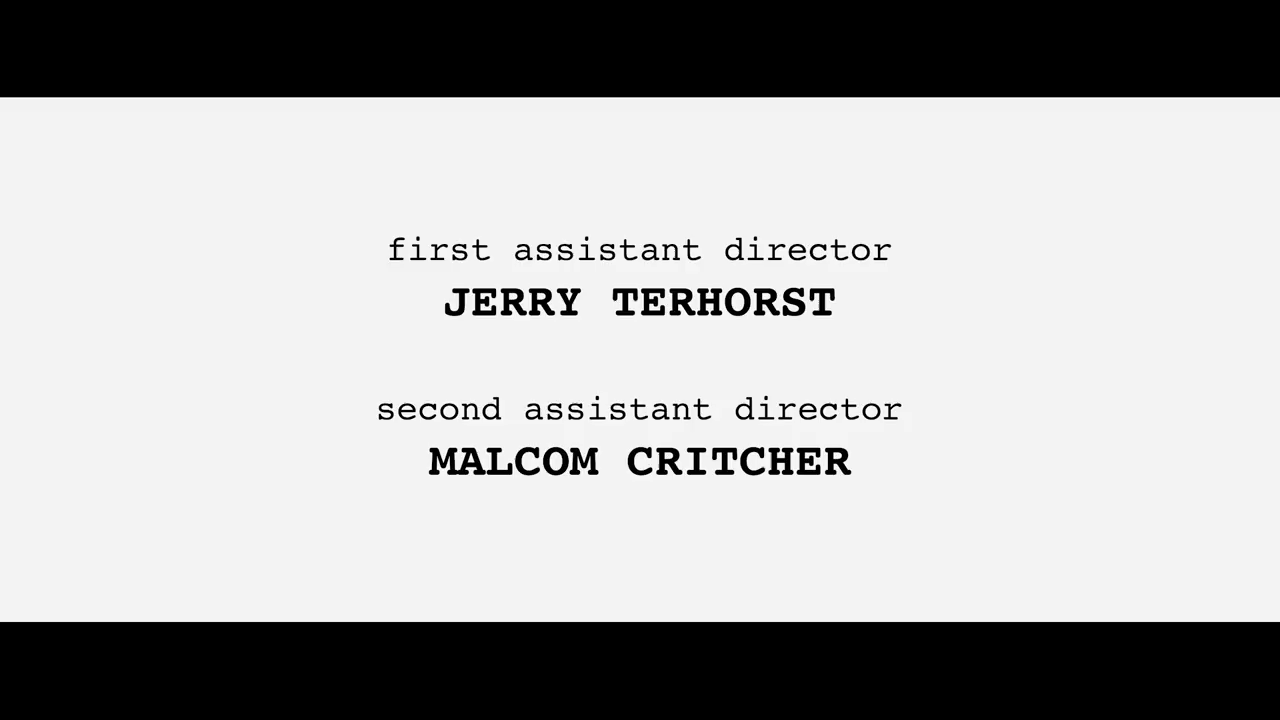 first assistant director
JERRY TERHORST
second assistant director
MALCOM CRITCHER